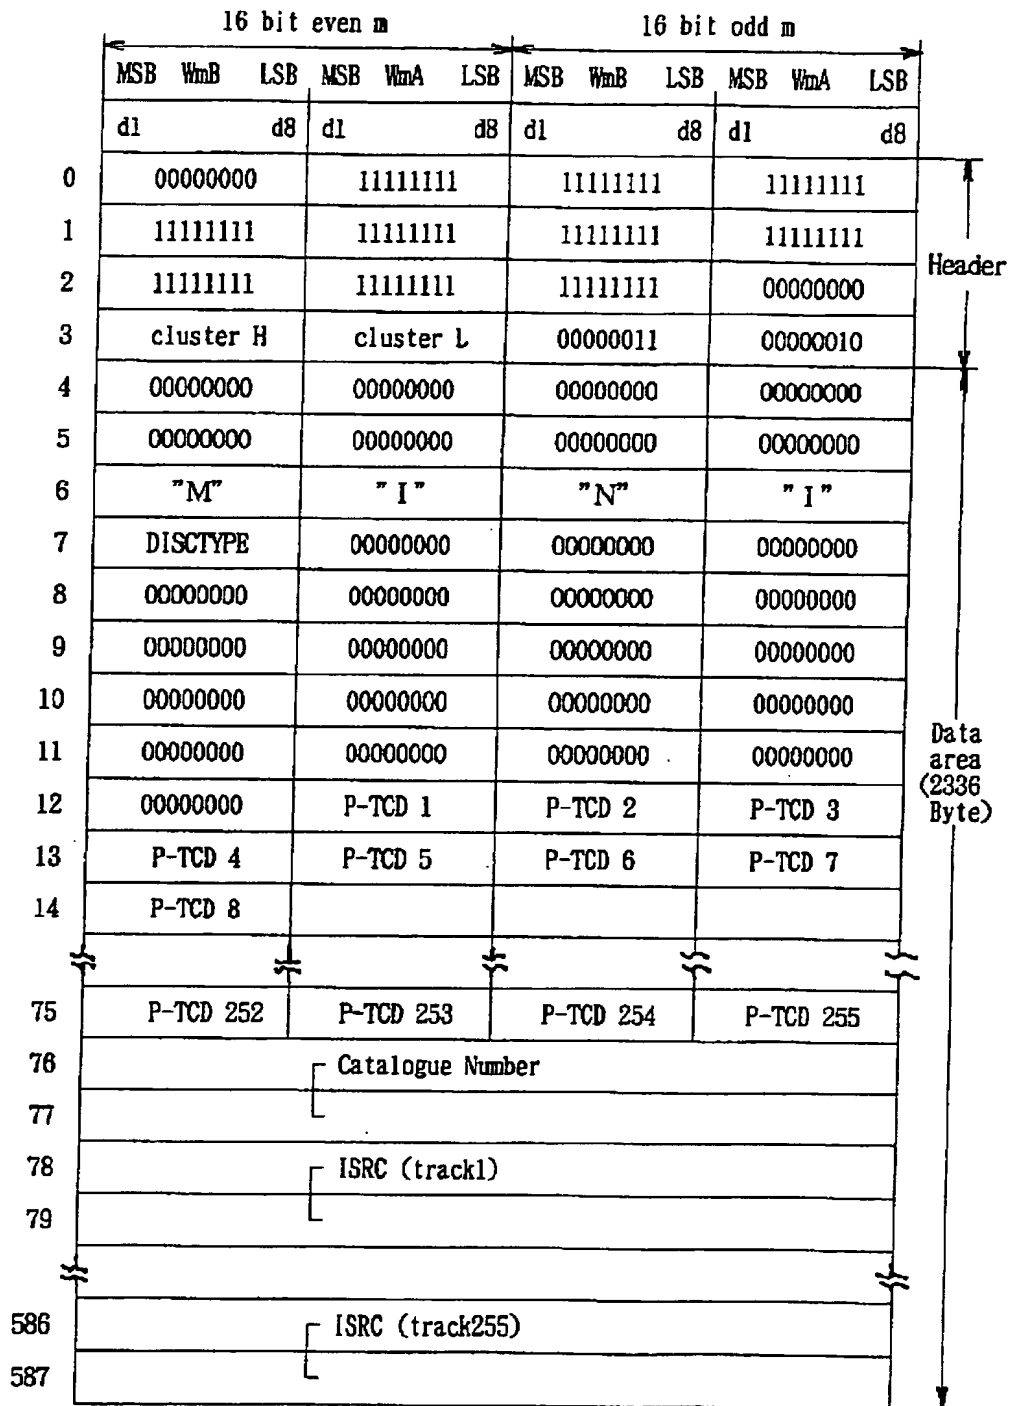 16 bit even m 16 bit odd m
MSB WmB LSB MSB WmA LSB MSB WmB LSB MSB WmA LSB
d1 d8 d1 d8 d1 d8 d1 d8
0 00000000 11111111 11111111 11111111
1 11111111 11111111 11111111 11111111
Header
2 11111111 11111111 11111111 00000000
3 cluster H cluster L 00000011 00000010
4 00000000 00000000 00000000 00000000
5 00000000 00000000 00000000 00000000
6 "M" "I" "N" "I"
7 DISCTYPE 00000000 00000000 00000000
8 00000000 00000000 00000000 00000000
9 00000000 00000000 00000000 00000000
10 00000000 00000000 00000000 00000000
11 00000000 00000000 00000000 00000000
Data
area
(2336
Byte)
12 00000000 P-TCD 1 P-TCD 2 P-TCD 3
13 P-TCD 4 P-TCD 5 P-TCD 6 P-TCD 7
14 P-TCD 8
75 P-TCD 252 P-TCD 253 P-TCD 254 P-TCD 255
76 Catalogue Number
77
78 ISRC (track1)
79
586 ISRC (track255)
587